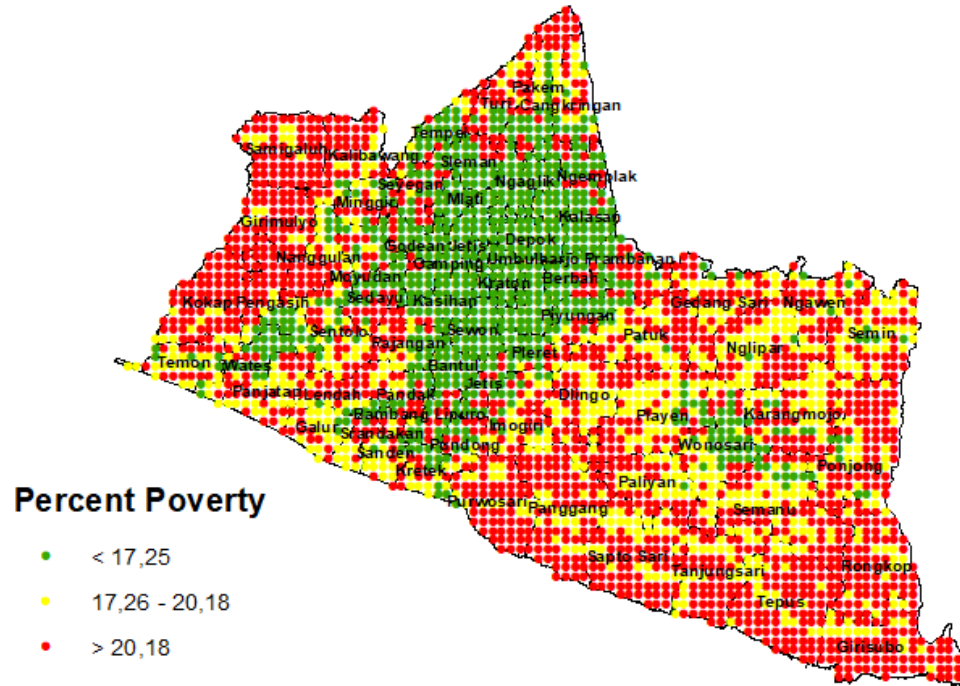 Pakem
Turi Cangkringan
Tempel
Samigaluh
Kalibawang
Sleman
Seyegan
Ngaglik
Ngemplak
Minggir
Mlati
Girimulyo
Kalasan
Depok
Godean
Jetis
Nanggulan
Gamping
Umbulharjo
Prambanan
Moyudan
Kraton
Berbah
Kokap
Pengasih
Sedayu
Kasihan
Gedang Sari
Ngawen
Piyungan
Sentolo
Sewon
Patuk
Semin
Pajangan
Pleret
Nglipar
Temon
Wates
Bantul
Jetis
Panjatan
Lendah
Pandak
Dlingo
Bambang Lipuro
Playen
Karangmojo
Galur
Srandakan
Imogiri
Pundong
Wonosari
Sanden
Kretek
Ponjong
Paliyan
Percent Poverty
Purwosari
Panggang
Semanu
< 17,25
Sapto Sari
Tanjungsari
Rongkop
17,26 - 20,18
Tepus
> 20,18
Girisubo